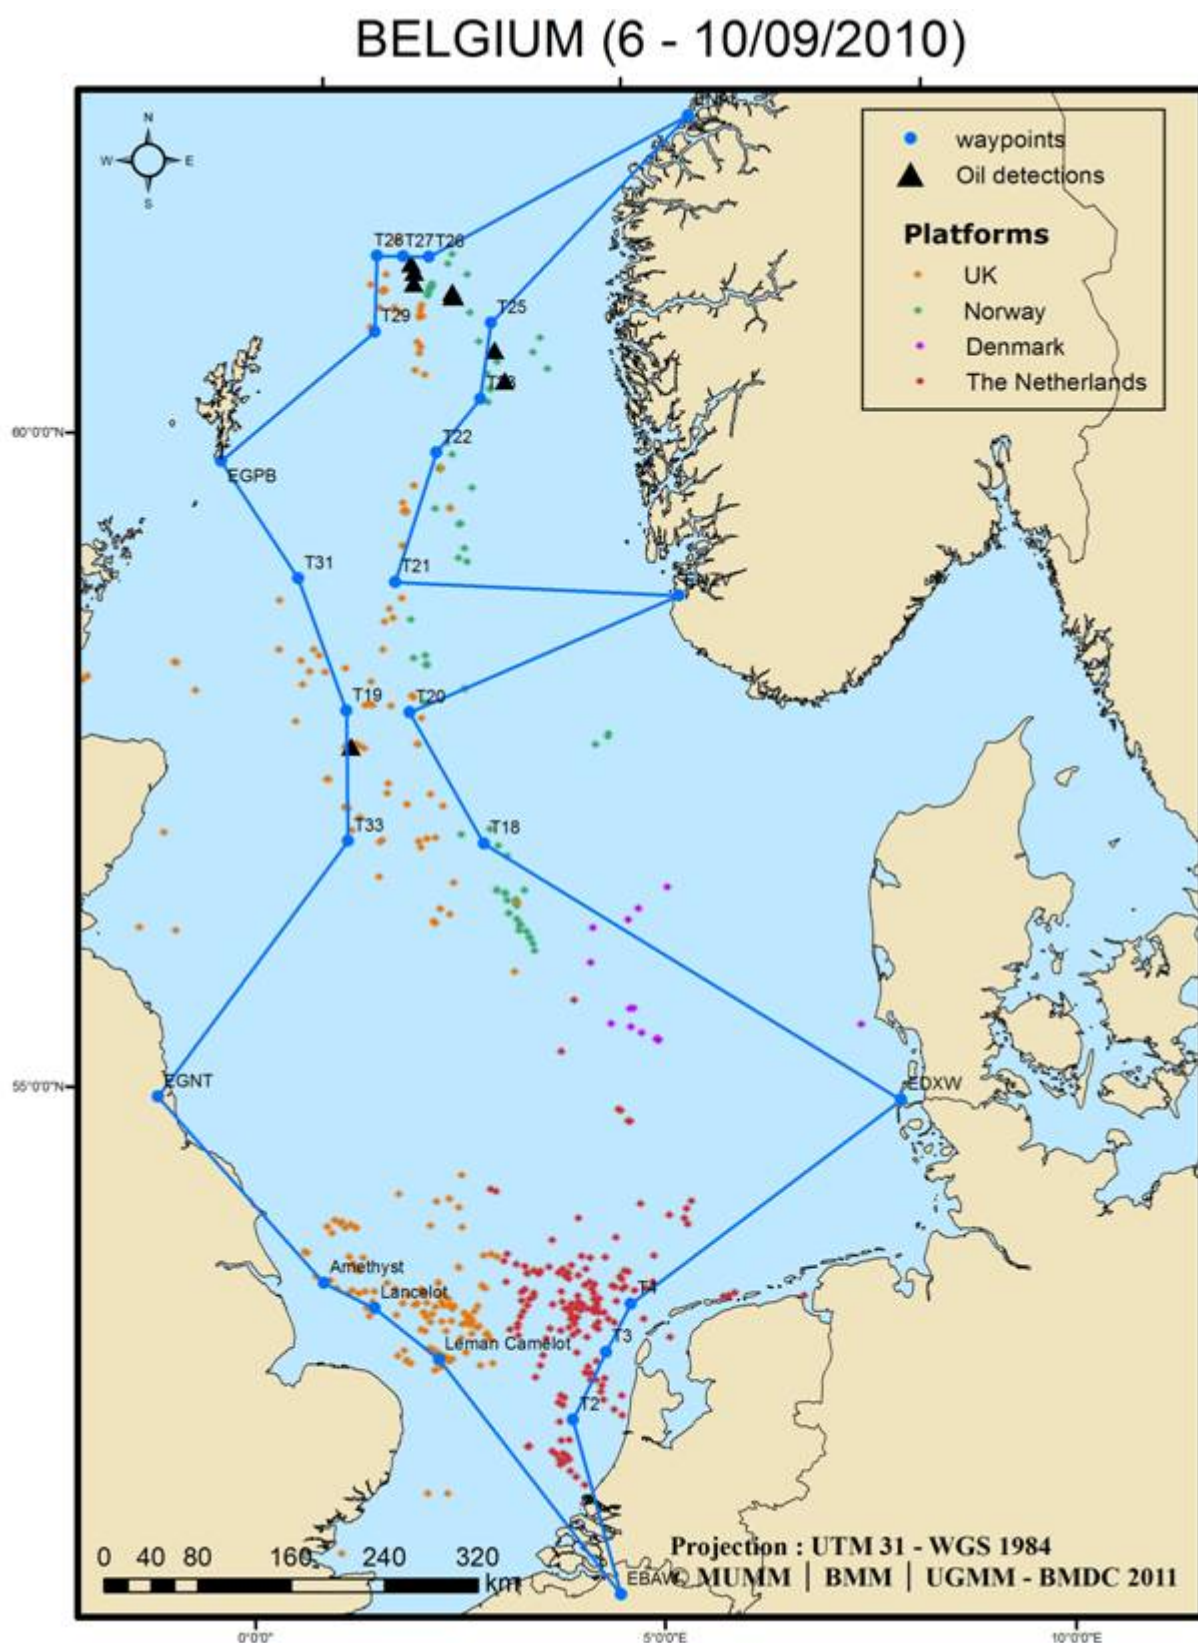 BELGIUM (6 - 10/09/2010)
N
W
E
S
waypoints
Oil detections
Platforms
UK
Norway
Denmark
The Netherlands
T28
T27
T26
T25
T29
T22
EGPB
T31
T21
T19
T20
T33
T18
EGNT
EDXW
Amethyst
T4
Lancelot
T3
Leman Camelot
T2
EBAW
60°0'0"N
55°0'0"N
0 40 80 160 240 320
km
Projection : UTM 31 - WGS 1984
© MUMM | BMM | UGMM - BMDC 2011
0°0'0"
5°0'0"E
10°0'0"E